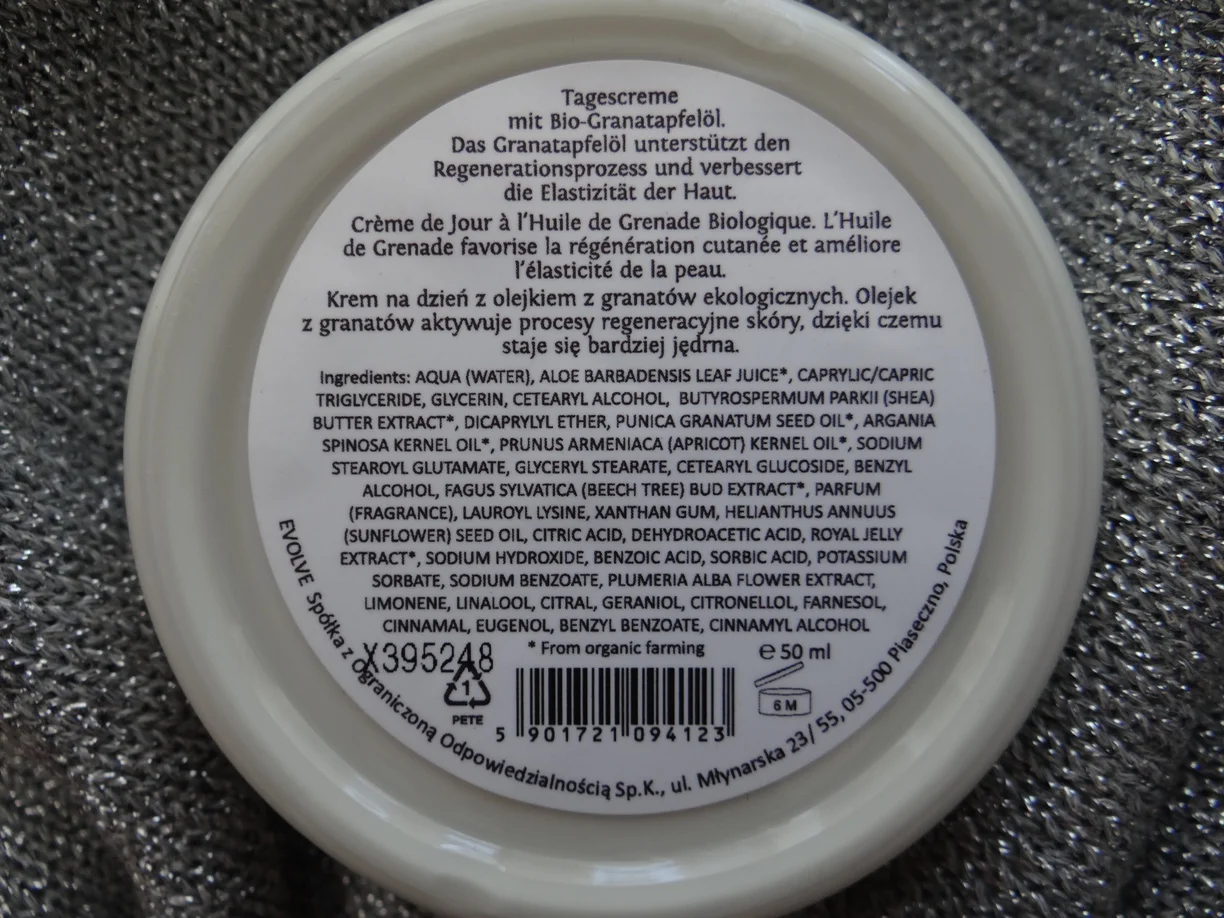 Tagescreme
mit Bio-Granatapfelöl.
Das Granatapfelöl unterstützt den
Regenerationsprozess und verbessert
die Elastizität der Haut.
Crème de Jour à l'Huile de Grenade Biologique. L'Huile
de Grenade favorise la régénération cutanée et améliore
l'élasticité de la peau.
Krem na dzień z olejkiem z granatów ekologicznych. Olejek
z granatów aktywuje procesy regeneracyjne skóry, dzięki czemu
staje się bardziej jędrna.
Ingredients: AQUA (WATER), ALOE BARBADENSIS LEAF JUICE*, CAPRYLIC/CAPRIC
TRIGLYCERIDE, GLYCERIN, CETEARYL ALCOHOL, BUTYROSPERMUM PARKII (SHEA)
BUTTER EXTRACT*, DICAPRYLYL ETHER, PUNICA GRANATUM SEED OIL*, ARGANIA
SPINOSA KERNEL OIL*, PRUNUS ARMENIACA (APRICOT) KERNEL OIL*, SODIUM
STEAROYL GLUTAMATE, GLYCERYL STEARATE, CETEARYL GLUCOSIDE, BENZYL
ALCOHOL, FAGUS SYLVATICA (BEECH TREE) BUD EXTRACT*, PARFUM
(FRAGRANCE), LAUROYL LYSINE, XANTHAN GUM, HELIANTHUS ANNUUS
(SUNFLOWER) SEED OIL, CITRIC ACID, DEHYDROACETIC ACID, ROYAL JELLY
EXTRACT*, SODIUM HYDROXIDE, BENZOIC ACID, SORBIC ACID, POTASSIUM
SORBATE, SODIUM BENZOATE, PLUMERIA ALBA FLOWER EXTRACT,
LIMONENE, LINALOOL, CITRAL, GERANIOL, CITRONELLOL, FARNESOL,
CINNAMAL, EUGENOL, BENZYL BENZOATE, CINNAMYL ALCOHOL
* From organic farming
℮ 50 ml
X395248
1
PETE
6 M
5 901721 094123
EVOLVE Spółka z Ograniczoną Odpowiedzialnością Sp.K., ul. Młynarska 23/ 55, 05-500 Piaseczno, Polska